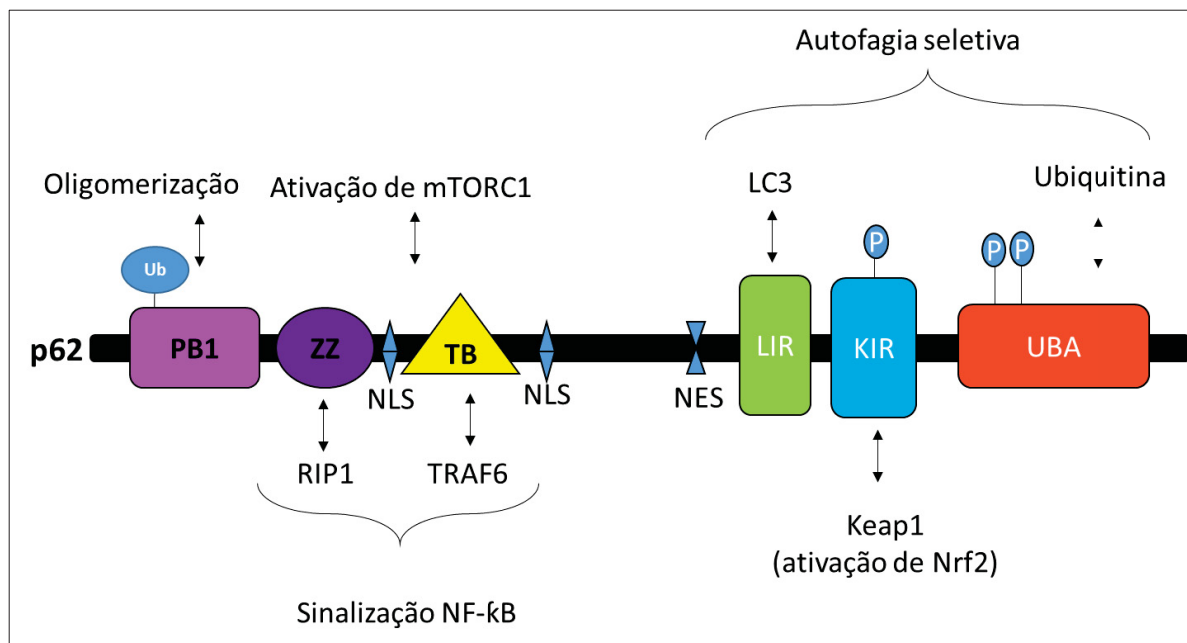 Autofagia seletiva
Oligomerização
Ativação de mTORC1
LC3
Ubiquitina
Ub
P
P
P
p62
PB1
ZZ
TB
LIR
KIR
UBA
NLS
NLS
NES
RIP1
TRAF6
Keap1
(ativação de Nrf2)
Sinalização NF-ƙB